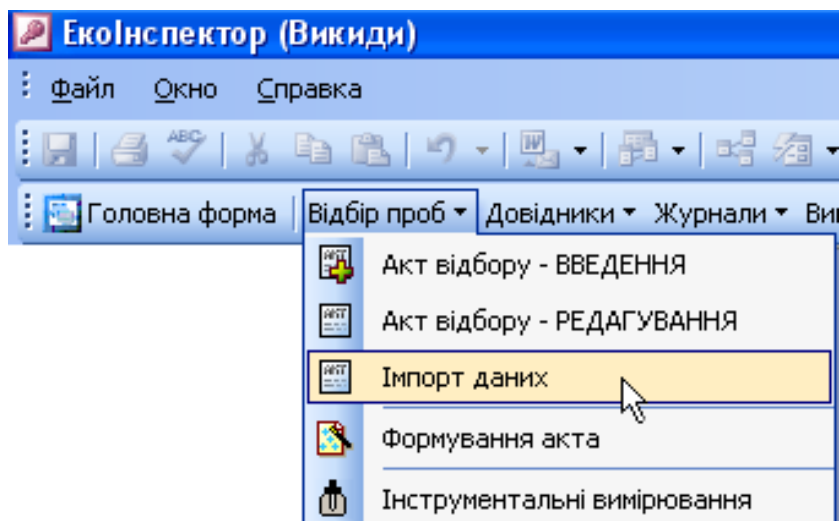 ЕкоІнспектор (Викиди)
Файл Окно Справка
Головна форма Відбір проб Довідники Журнали
Акт відбору - ВВЕДЕННЯ
Акт відбору - РЕДАГУВАННЯ
Імпорт даних
Формування акта
Інструментальні вимірювання